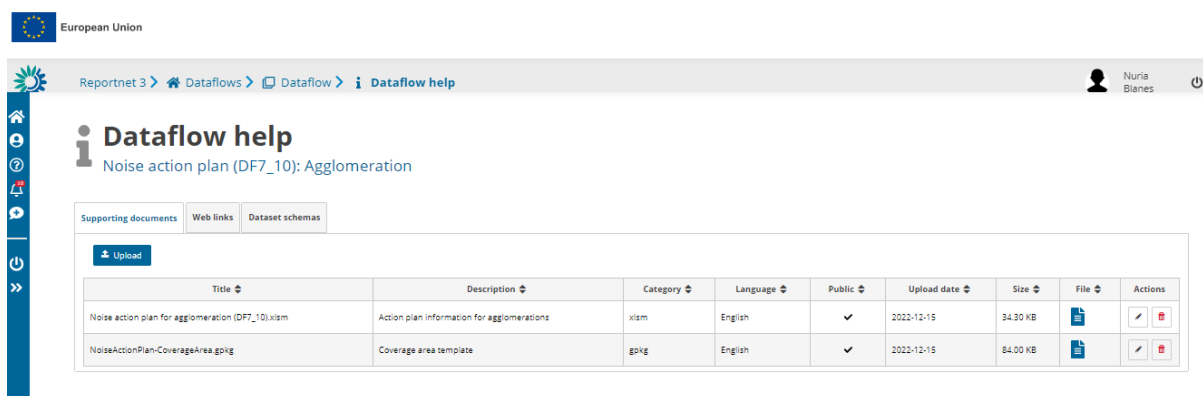 European Union
Reportnet 3 Dataflows Dataflow Dataflow help
Nuria
Blanes
Dataflow help
Noise action plan (DF7_10): Agglomeration
10
Supporting documents Web links Dataset schemas
Upload
Title Description Category Language Public Upload date Size File Actions
Noise action plan for agglomeration (DF7_10).xlsm Action plan information for agglomerations xlsm English 2022-12-15 34.30 KB
NoiseActionPlan-CoverageArea.gpkg Coverage area template gpkg English 2022-12-15 84.00 KB